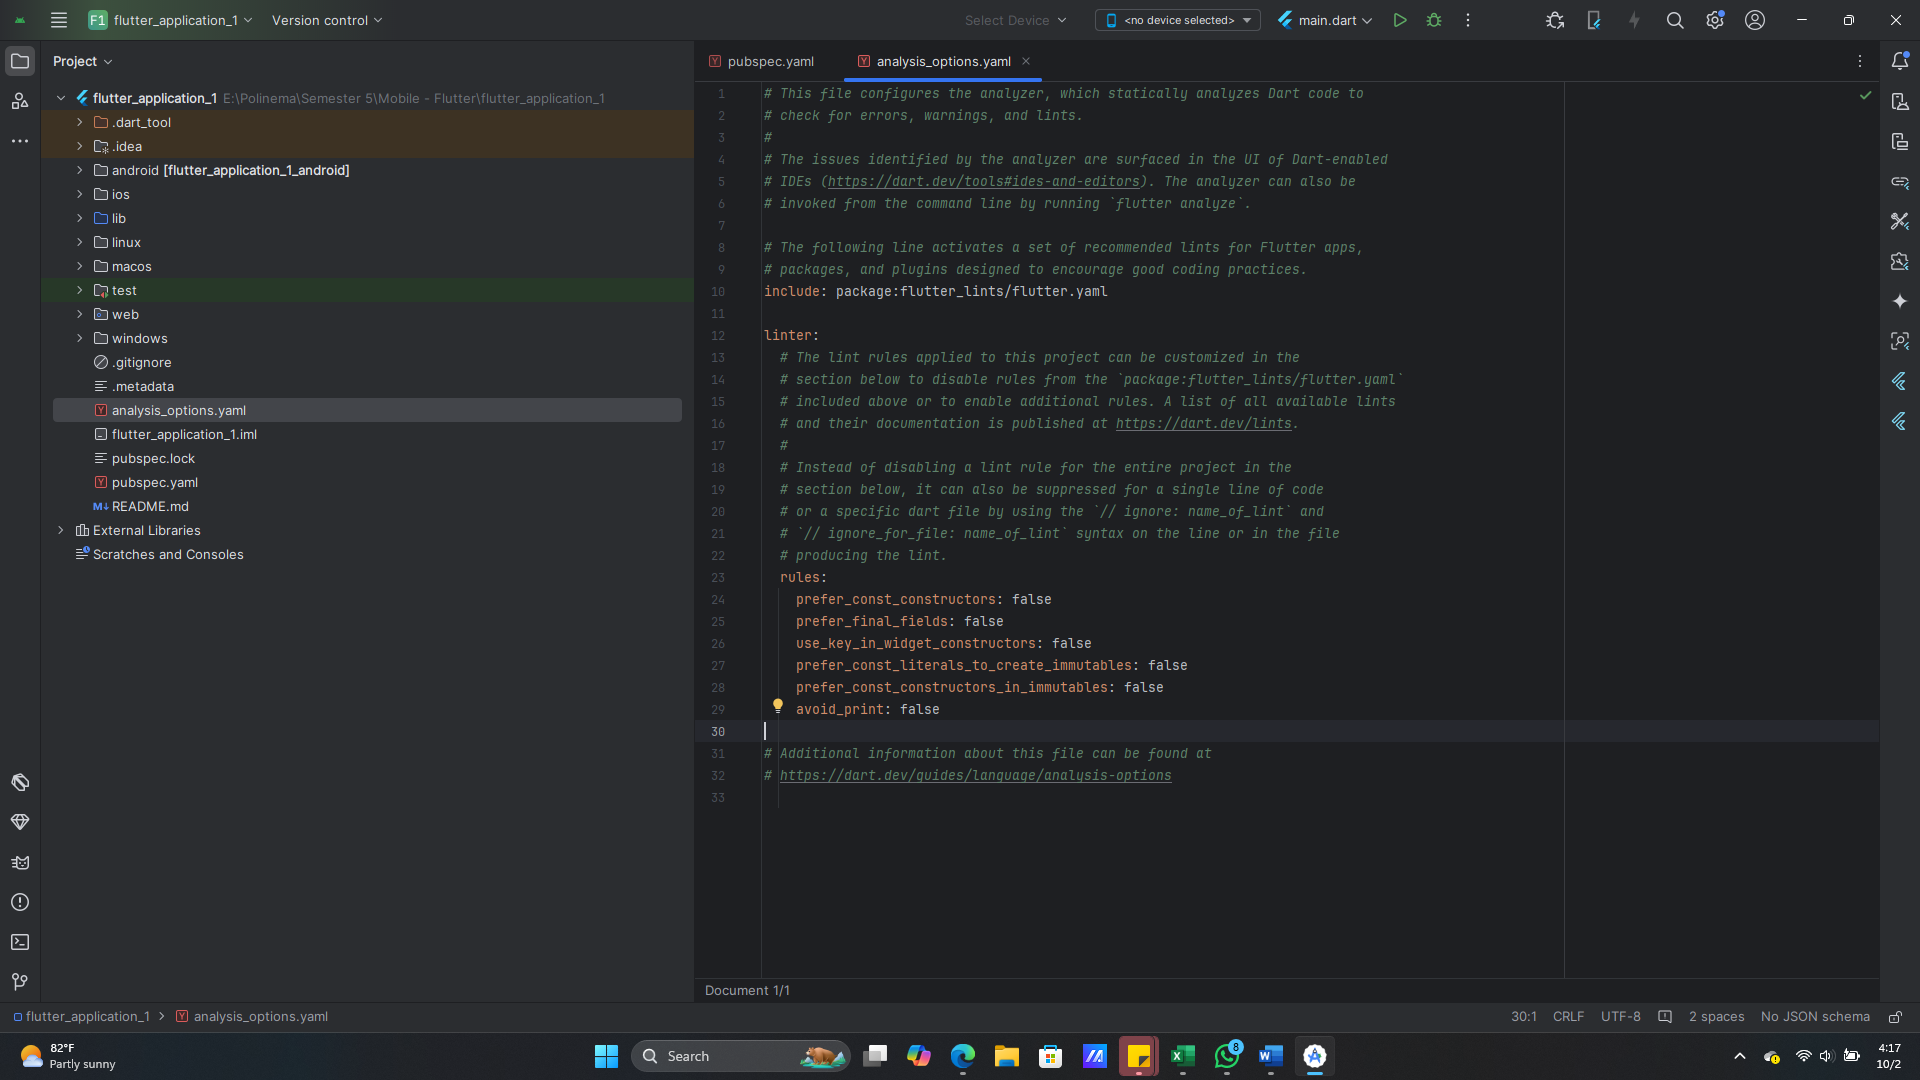 F1 flutter_application_1 Version control Select Device <no device selected> main.dart
Project
flutter_application_1 E:\Polinema\Semester 5\Mobile - Flutter\flutter_application_1
.dart_tool
.idea
android [flutter_application_1_android]
ios
lib
linux
macos
test
web
windows
.gitignore
.metadata
analysis_options.yaml
flutter_application_1.iml
pubspec.lock
pubspec.yaml
README.md
External Libraries
Scratches and Consoles
pubspec.yaml analysis_options.yaml
1 # This file configures the analyzer, which statically analyzes Dart code to
2 # check for errors, warnings, and lints.
3 #
4 # The issues identified by the analyzer are surfaced in the UI of Dart-enabled
5 # IDEs (https://dart.dev/tools#ides-and-editors). The analyzer can also be
6 # invoked from the command line by running `flutter analyze`.
7
8 # The following line activates a set of recommended lints for Flutter apps,
9 # packages, and plugins designed to encourage good coding practices.
10 include: package:flutter_lints/flutter.yaml
11
12 linter:
13 # The lint rules applied to this project can be customized in the
14 # section below to disable rules from the `package:flutter_lints/flutter.yaml`
15 # included above or to enable additional rules. A list of all available lints
16 # and their documentation is published at https://dart.dev/lints.
17 #
18 # Instead of disabling a lint rule for the entire project in the
19 # section below, it can also be suppressed for a single line of code
20 # or a specific dart file by using the `// ignore: name_of_lint` and
21 # `// ignore_for_file: name_of_lint` syntax on the line or in the file
22 # producing the lint.
23 rules:
24 prefer_const_constructors: false
25 prefer_final_fields: false
26 use_key_in_widget_constructors: false
27 prefer_const_literals_to_create_immutables: false
28 prefer_const_constructors_in_immutables: false
29 avoid_print: false
30
31 # Additional information about this file can be found at
32 # https://dart.dev/guides/language/analysis-options
33
Document 1/1
flutter_application_1 analysis_options.yaml 30:1 CRLF UTF-8 2 spaces No JSON schema
82°F
Partly sunny
Search
8
4:17
10/2